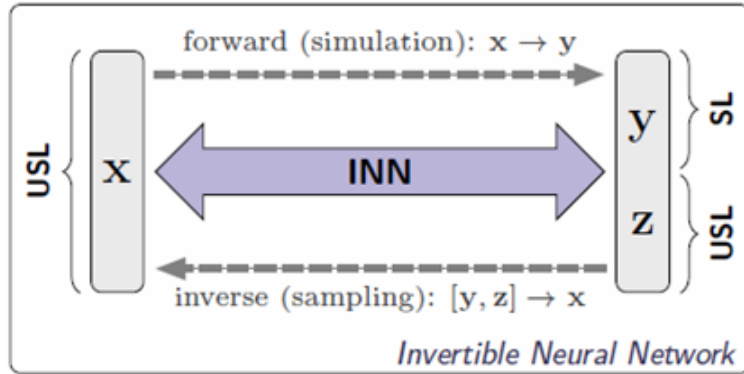 forward (simulation): x → y
USL
x
INN
y
z
SL
USL
inverse (sampling): [y, z] → x
Invertible Neural Network